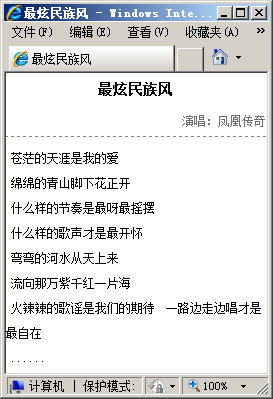 最炫民族风 - Windows Inte...
文件(F) 编辑(E) 查看(V) 收藏夹(A) »
最炫民族风
最炫民族风
演唱：凤凰传奇
苍茫的天涯是我的爱
绵绵的青山脚下花正开
什么样的节奏是最呀最摇摆
什么样的歌声才是最开怀
弯弯的河水从天上来
流向那万紫千红一片海
火辣辣的歌谣是我们的期待 一路边走边唱才是
最自在
......
计算机 | 保护模式: 100%